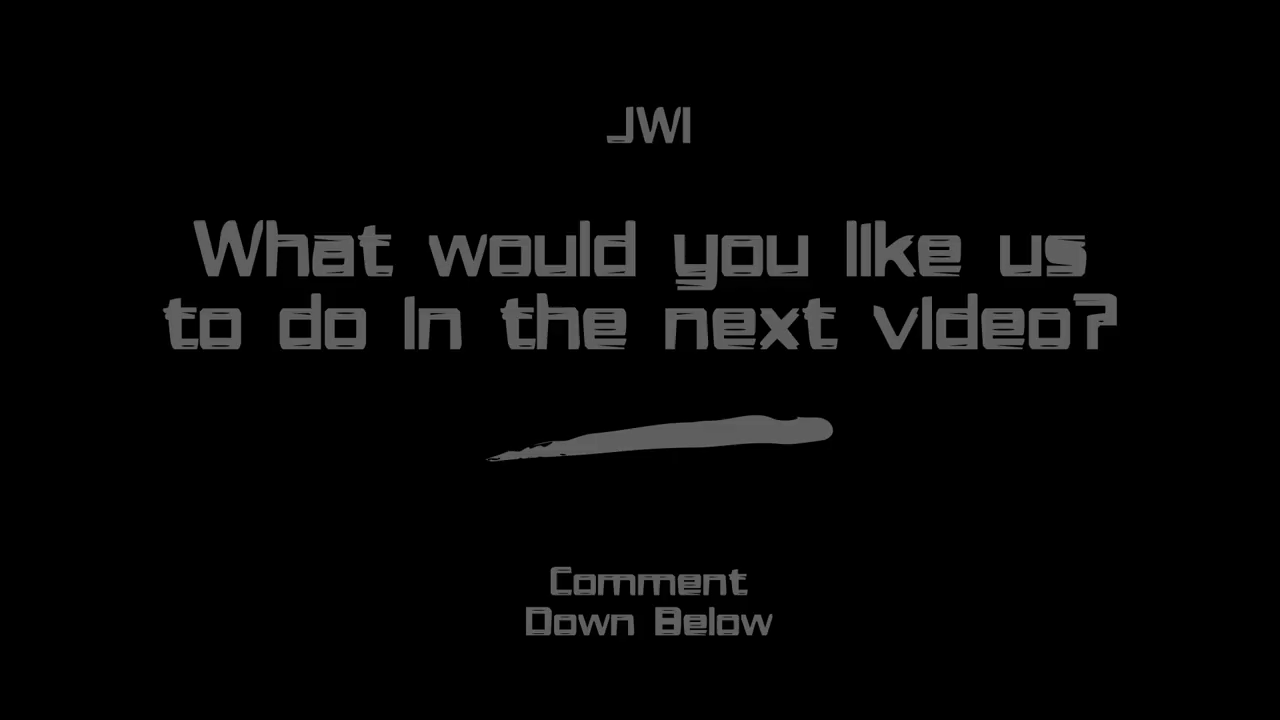 JWI
What would you like us
to do in the next video?
Comment
Down Below